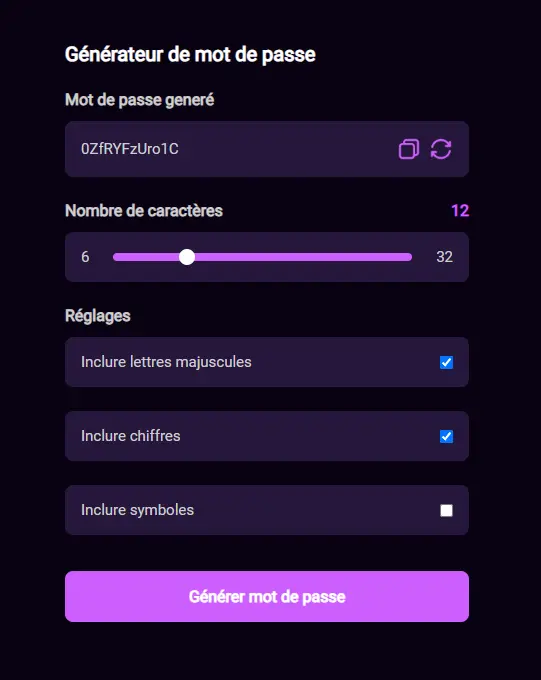 Générateur de mot de passe
Mot de passe generé
0ZfRYFzUro1C
Nombre de caractères 12
6 32
Réglages
Inclure lettres majuscules
Inclure chiffres
Inclure symboles
Générer mot de passe